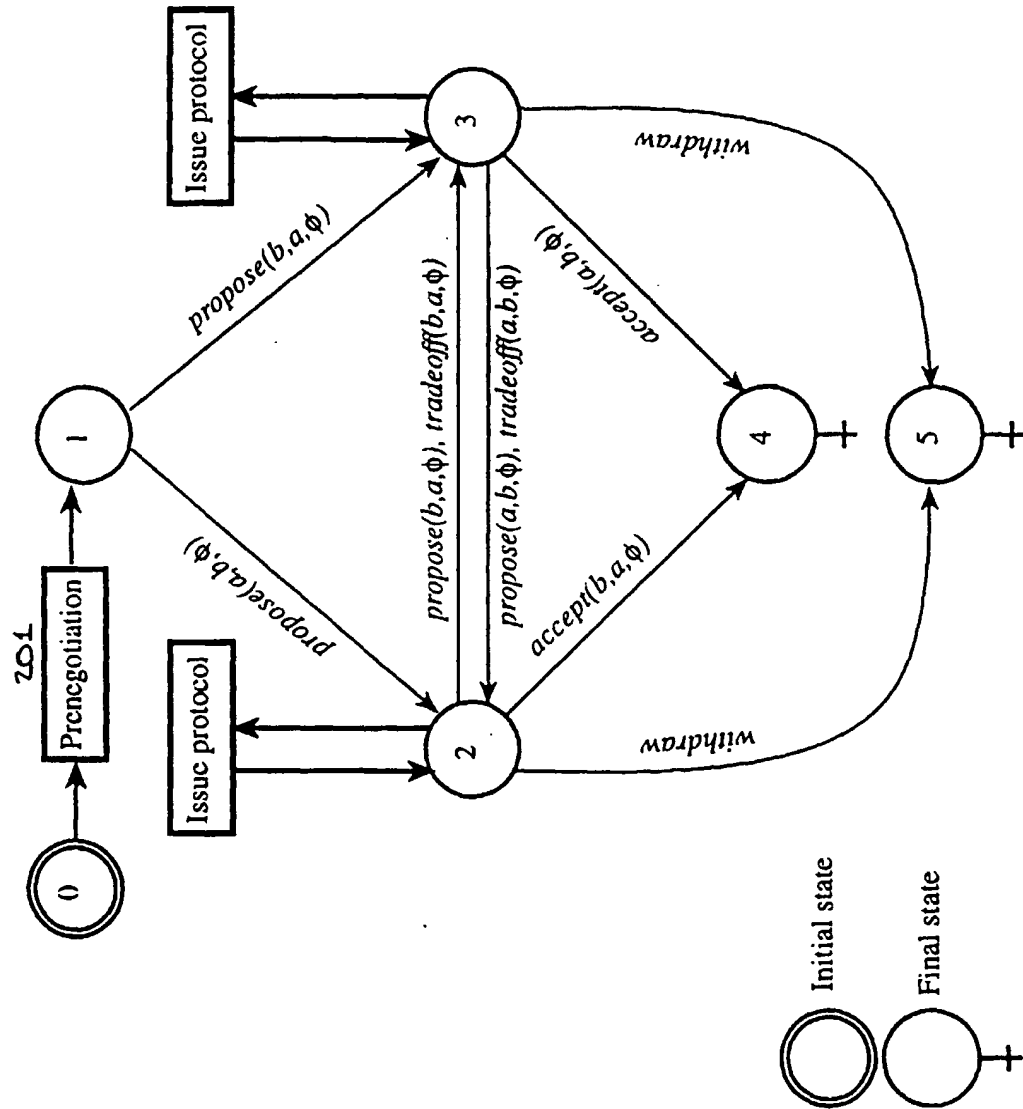 201
0
Prenegotiation
1
Issue protocol
Issue protocol
propose(a,b,ϕ)
propose(b,a,ϕ)
2
3
propose(b,a,ϕ), tradeoff(b,a,ϕ)
propose(a,b,ϕ), tradeoff(a,b,ϕ)
accept(b,a,ϕ)
accept(a,b,ϕ)
withdraw
withdraw
4
5
Initial state
Final state